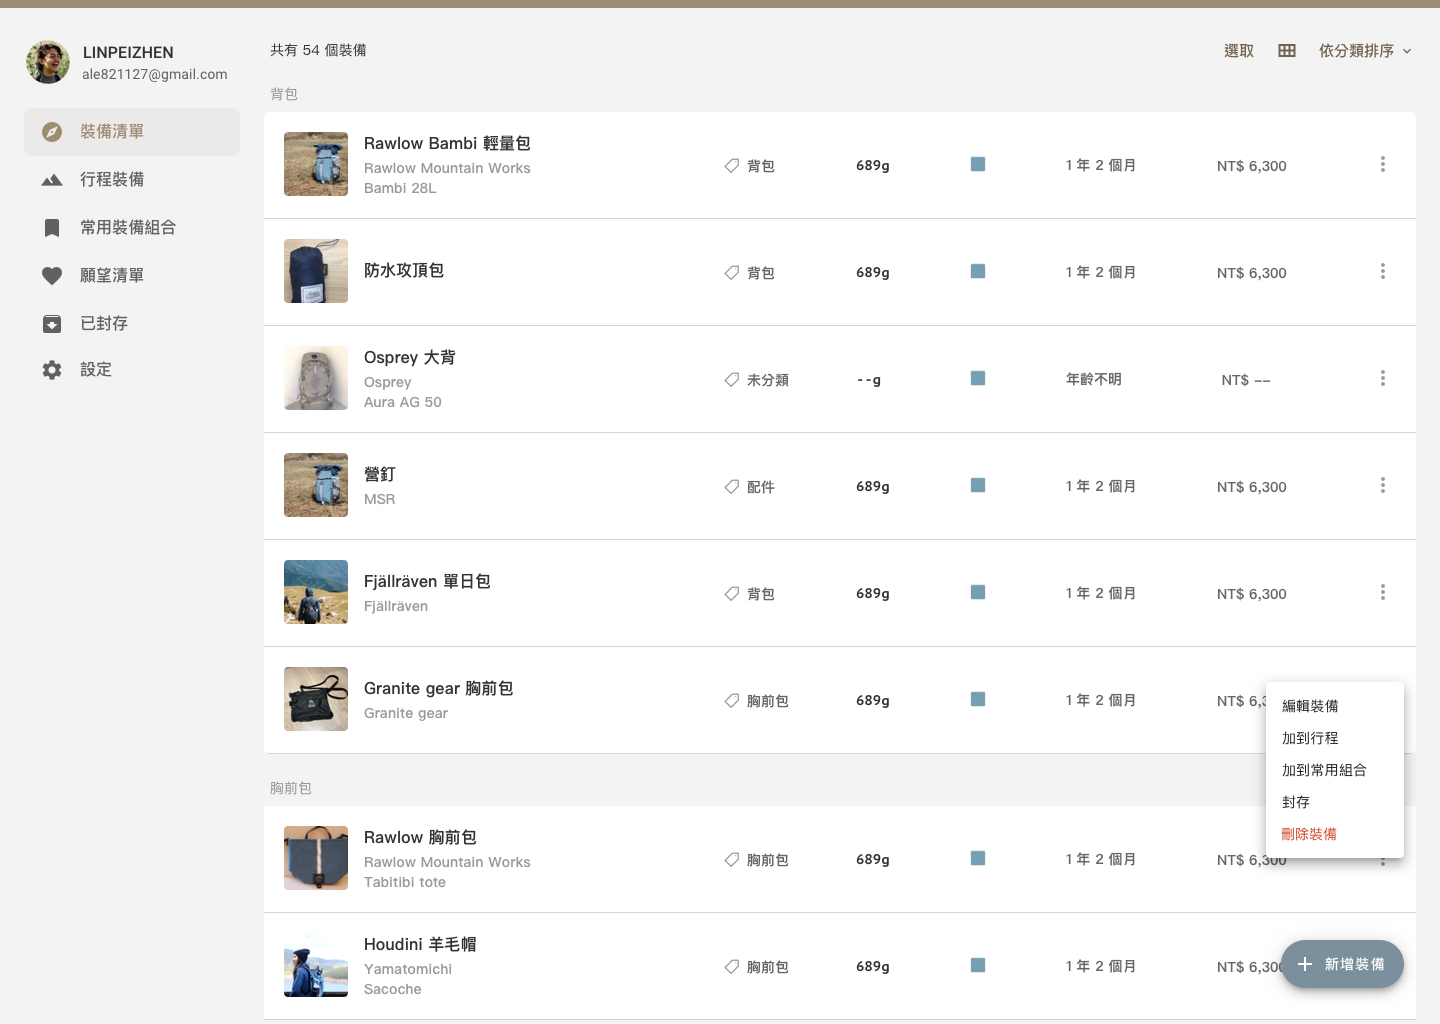 LINPEIZHEN
ale821127@gmail.com
裝備清單
行程裝備
常用裝備組合
願望清單
已封存
設定
共有 54 個裝備
選取
依分類排序
背包
Rawlow Bambi 輕量包
Rawlow Mountain Works
Bambi 28L
背包
689g
1 年 2 個月
NT$ 6,300
防水攻頂包
背包
689g
1 年 2 個月
NT$ 6,300
Osprey 大背
Osprey
Aura AG 50
未分類
--g
年齡不明
NT$ --
營釘
MSR
配件
689g
1 年 2 個月
NT$ 6,300
Fjällräven 單日包
Fjällräven
背包
689g
1 年 2 個月
NT$ 6,300
Granite gear 胸前包
Granite gear
胸前包
689g
1 年 2 個月
NT$ 6,3
編輯裝備
加到行程
加到常用組合
封存
刪除裝備
胸前包
Rawlow 胸前包
Rawlow Mountain Works
Tabitibi tote
胸前包
689g
1 年 2 個月
NT$ 6,300
Houdini 羊毛帽
Yamatomichi
Sacoche
胸前包
689g
1 年 2 個月
NT$ 6,300
新增裝備